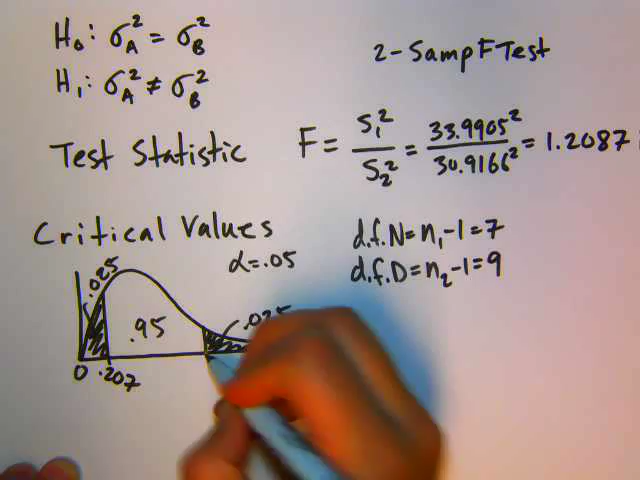 H₀: σ_A² = σ_B²
H₁: σ_A² ≠ σ_B²
2-SampFTest
Test Statistic F = S₁²/S₂² = 33.9905²/30.9166² = 1.2087
Critical Values
α=.05
d.f.N = n₁-1 = 7
d.f.D = n₂-1 = 9
.025
.95
.025
0 .207